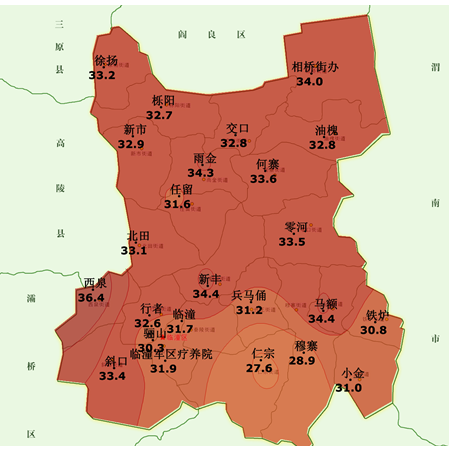 三原县
阎良区
渭南市
高陵县
灞桥区
徐扬
33.2
相桥街办
34.0
栎阳
32.7
新市
32.9
交口
32.8
油槐
32.8
雨金
34.3
何寨
33.6
任留
31.6
北田
33.1
零河
33.5
西泉
36.4
新丰
34.4
兵马俑
31.2
行者
32.6
临潼
31.7
马额
34.4
铁炉
30.8
骊山
30.3
临潼军区疗养院
31.9
斜口
33.4
仁宗
27.6
穆寨
28.9
小金
31.0